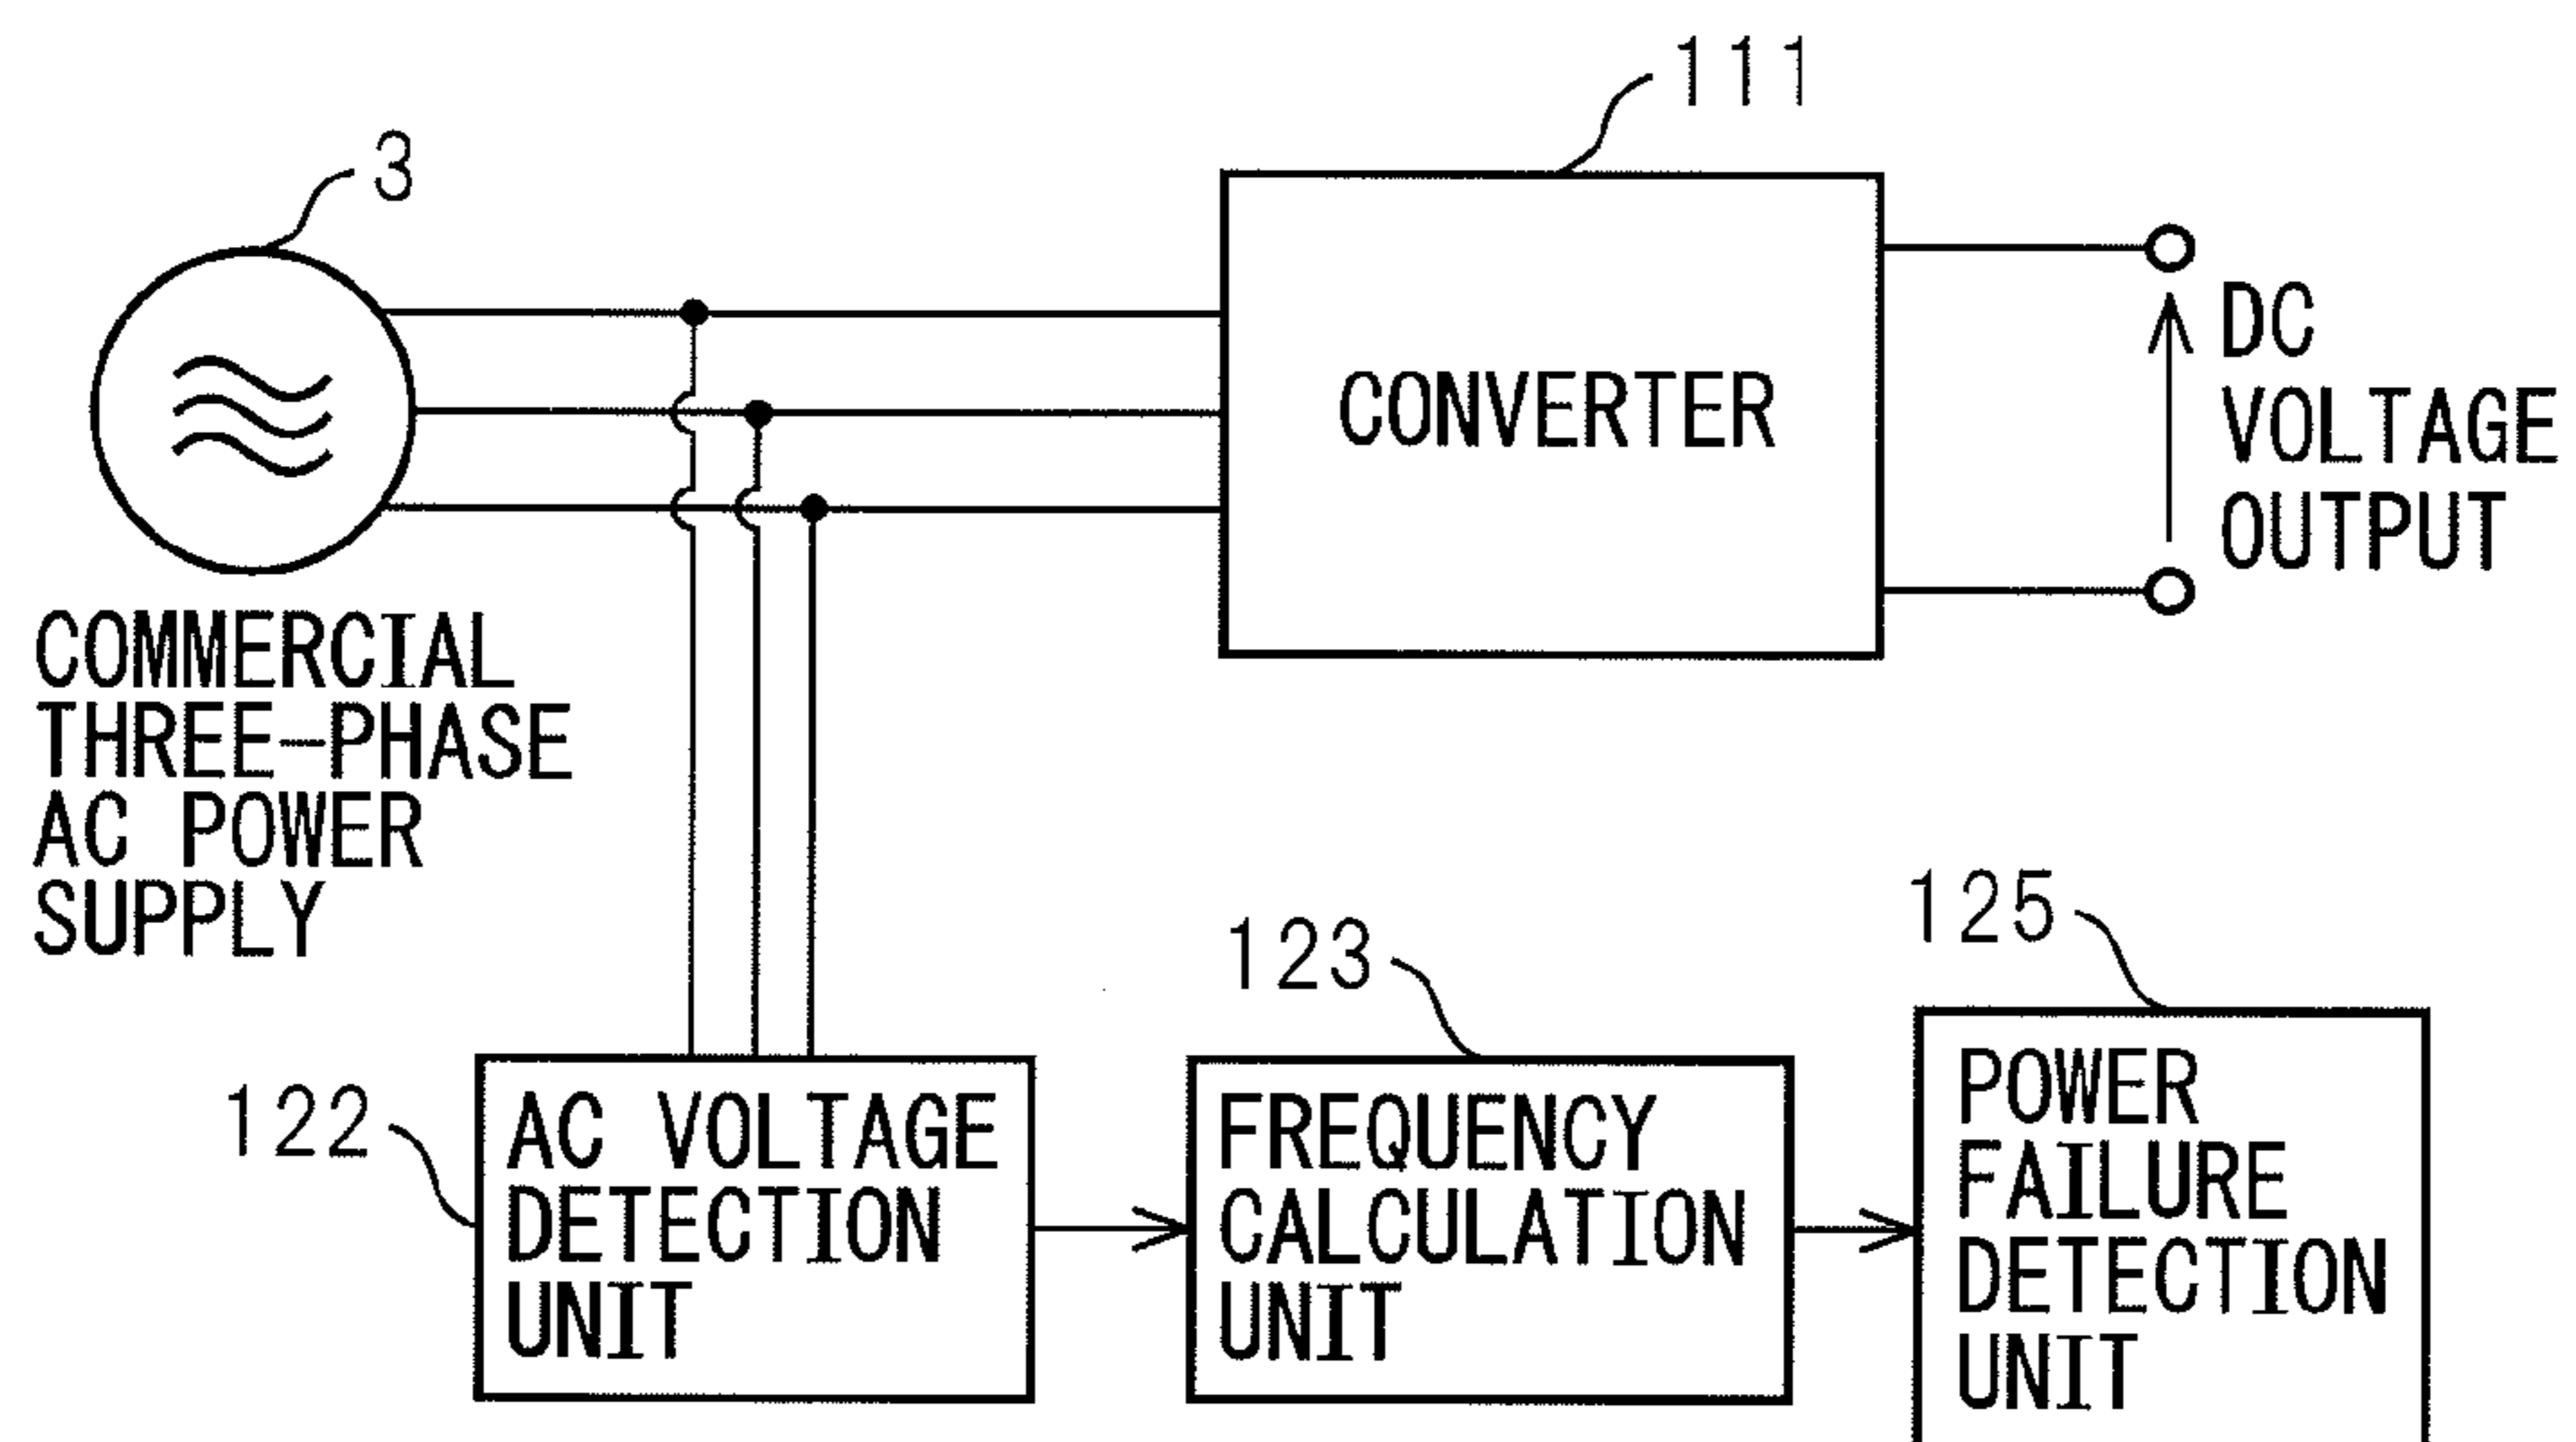 111
3
CONVERTER
DC
VOLTAGE
OUTPUT
COMMERCIAL
THREE-PHASE
AC POWER
SUPPLY
122
AC VOLTAGE
DETECTION
UNIT
123
FREQUENCY
CALCULATION
UNIT
125
POWER
FAILURE
DETECTION
UNIT